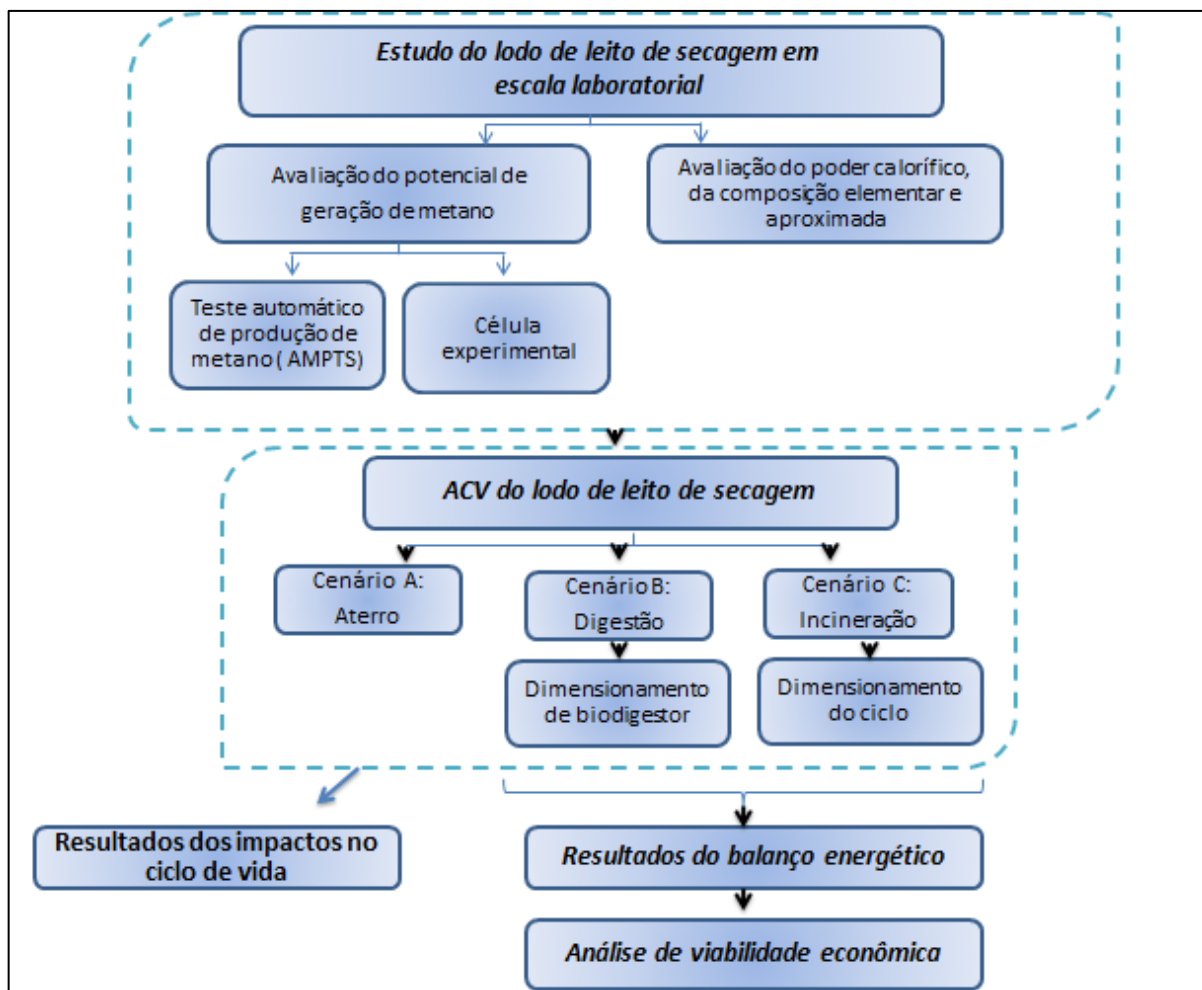 Estudo do lodo de leito de secagem em
escala laboratorial
Avaliação do potencial de
geração de metano
Avaliação do poder calorífico,
da composição elementar e
aproximada
Teste automático
de produção de
metano ( AMPTS)
Célula
experimental
ACV do lodo de leito de secagem
Cenário A:
Aterro
Cenário B:
Digestão
Cenário C:
Incineração
Dimensionamento
de biodigestor
Dimensionamento
do ciclo
Resultados dos impactos no
ciclo de vida
Resultados do balanço energético
Análise de viabilidade econômica